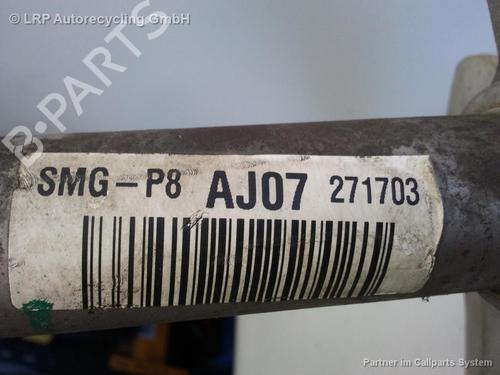 © LRP Autorecycling GmbH
B-PARTS
SMG-P8 AJ07 271703
Partner im Callparts System